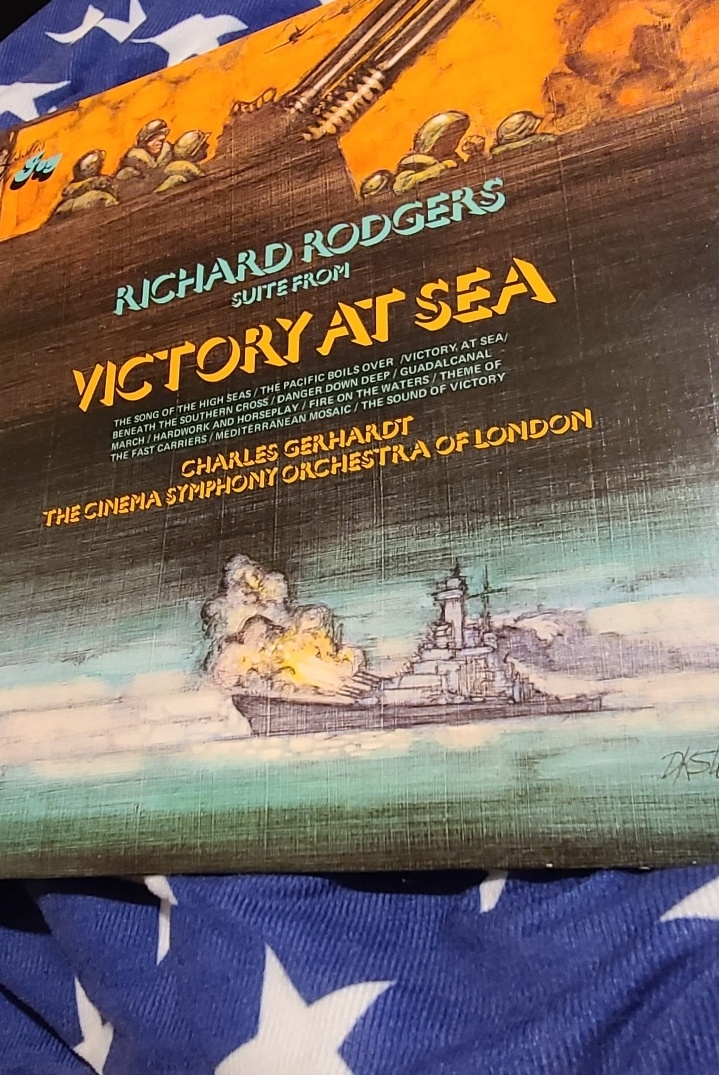 RICHARD RODGERS
SUITE FROM
VICTORY AT SEA
THE SONG OF THE HIGH SEAS / THE PACIFIC BOILS OVER / VICTORY AT SEA /
BENEATH THE SOUTHERN CROSS / DANGER DOWN DEEP / GUADALCANAL
MARCH / HARDWORK AND HORSEPLAY / FIRE ON THE WATERS / THEME OF
THE FAST CARRIERS / MEDITERRANEAN MOSAIC / THE SOUND OF VICTORY
CHARLES GERHARDT
THE CINEMA SYMPHONY ORCHESTRA OF LONDON